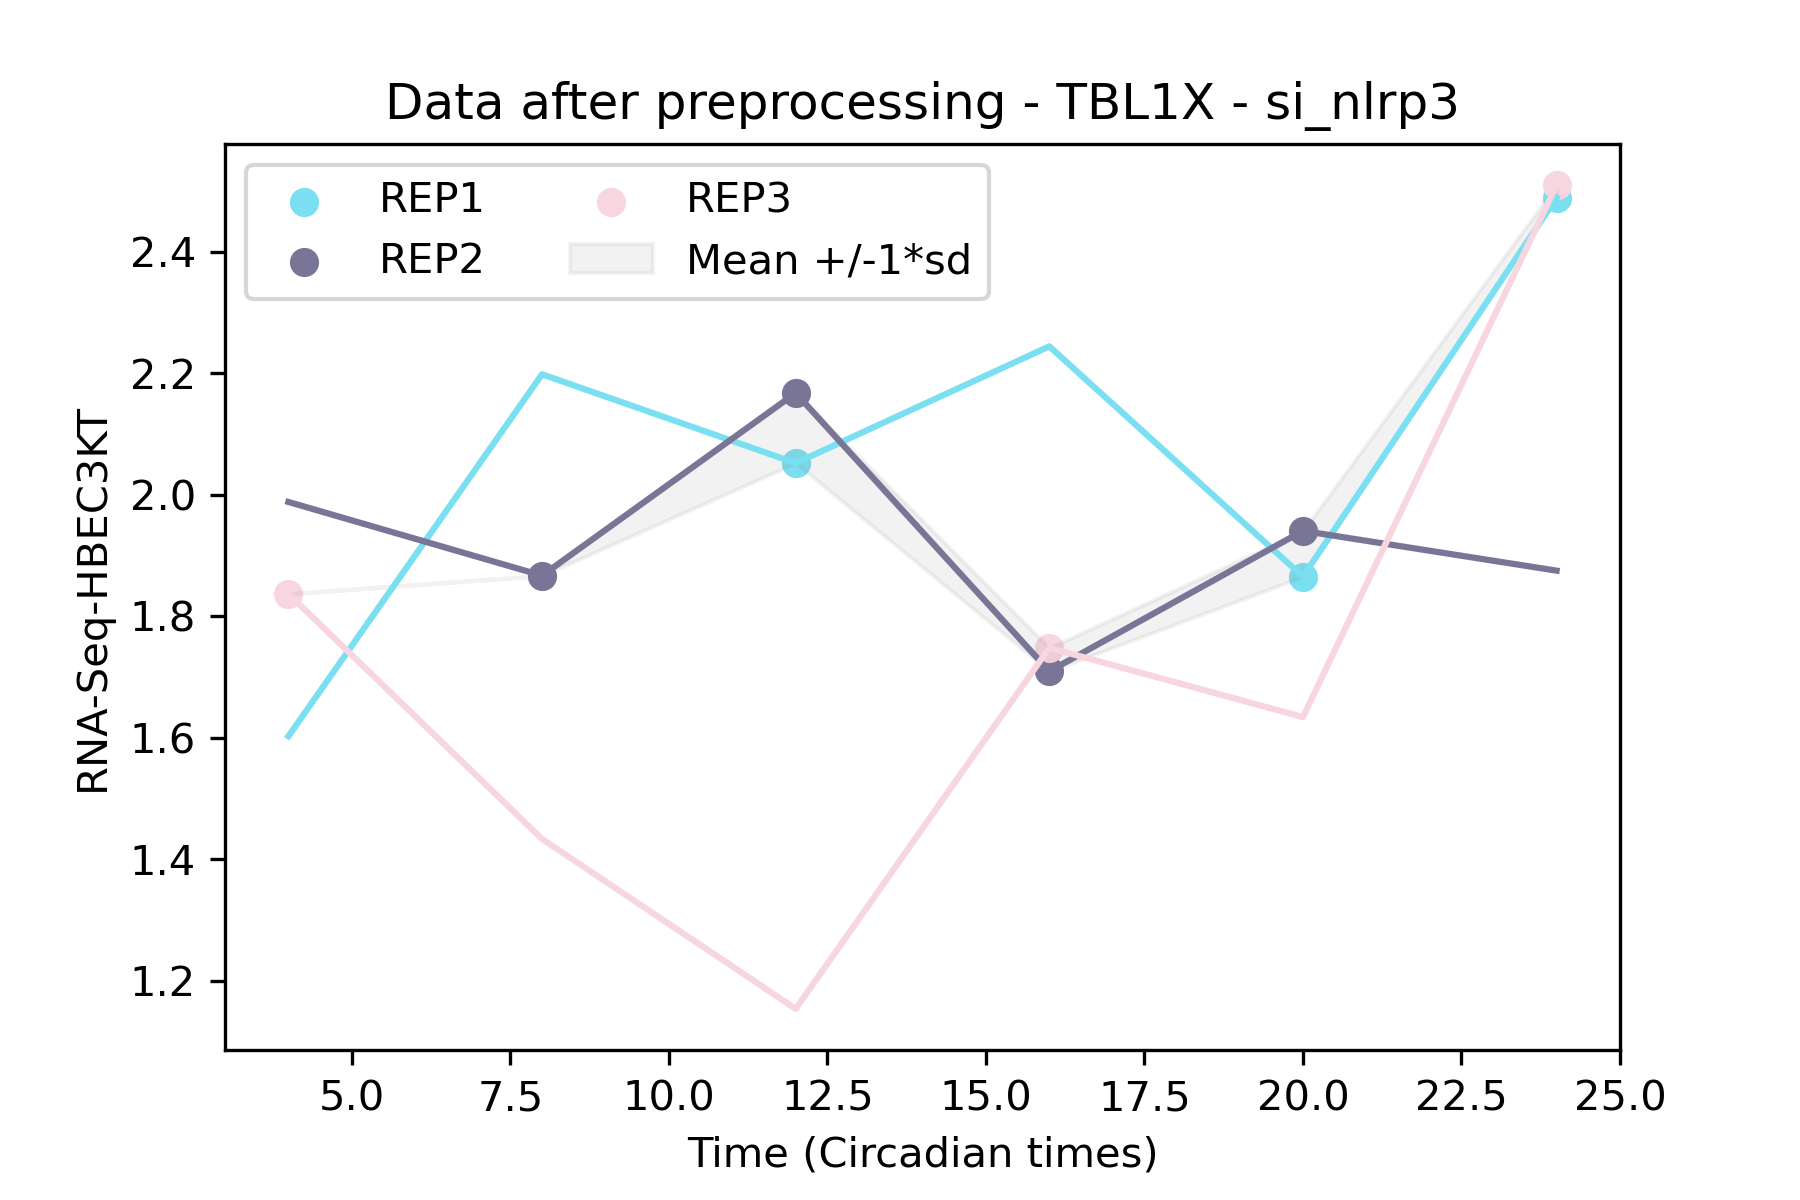 Data after preprocessing - TBL1X - si_nlrp3
REP1
REP2
REP3
Mean +/-1*sd
RNA-Seq-HBEC3KT
2.4
2.2
2.0
1.8
1.6
1.4
1.2
5.0 7.5 10.0 12.5 15.0 17.5 20.0 22.5 25.0
Time (Circadian times)